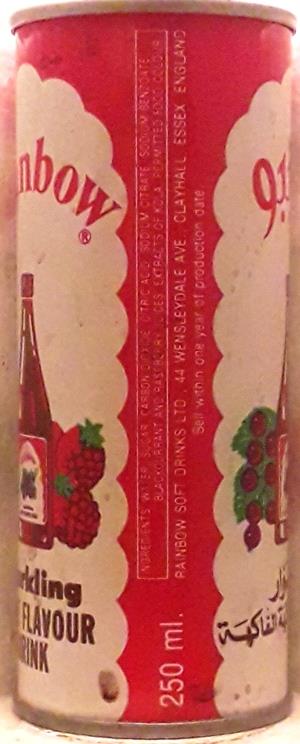 nbow®
rkling
FLAVOUR
RINK
INGREDIENTS: WATER, SUGAR, CARBON DIOXIDE, CITRIC ACID, SODIUM CITRATE, SODIUM BENZOATE,
BLACKCURRANT AND RASPBERRY JUICES, EXTRACTS OF KOLA, PERMITTED FOOD COLOUR
RAINBOW SOFT DRINKS LTD., 44 WENSLEYDALE AVE., CLAYHALL ESSEX ENGLAND
Sell within one year of production date
250 ml.
الفاكهة